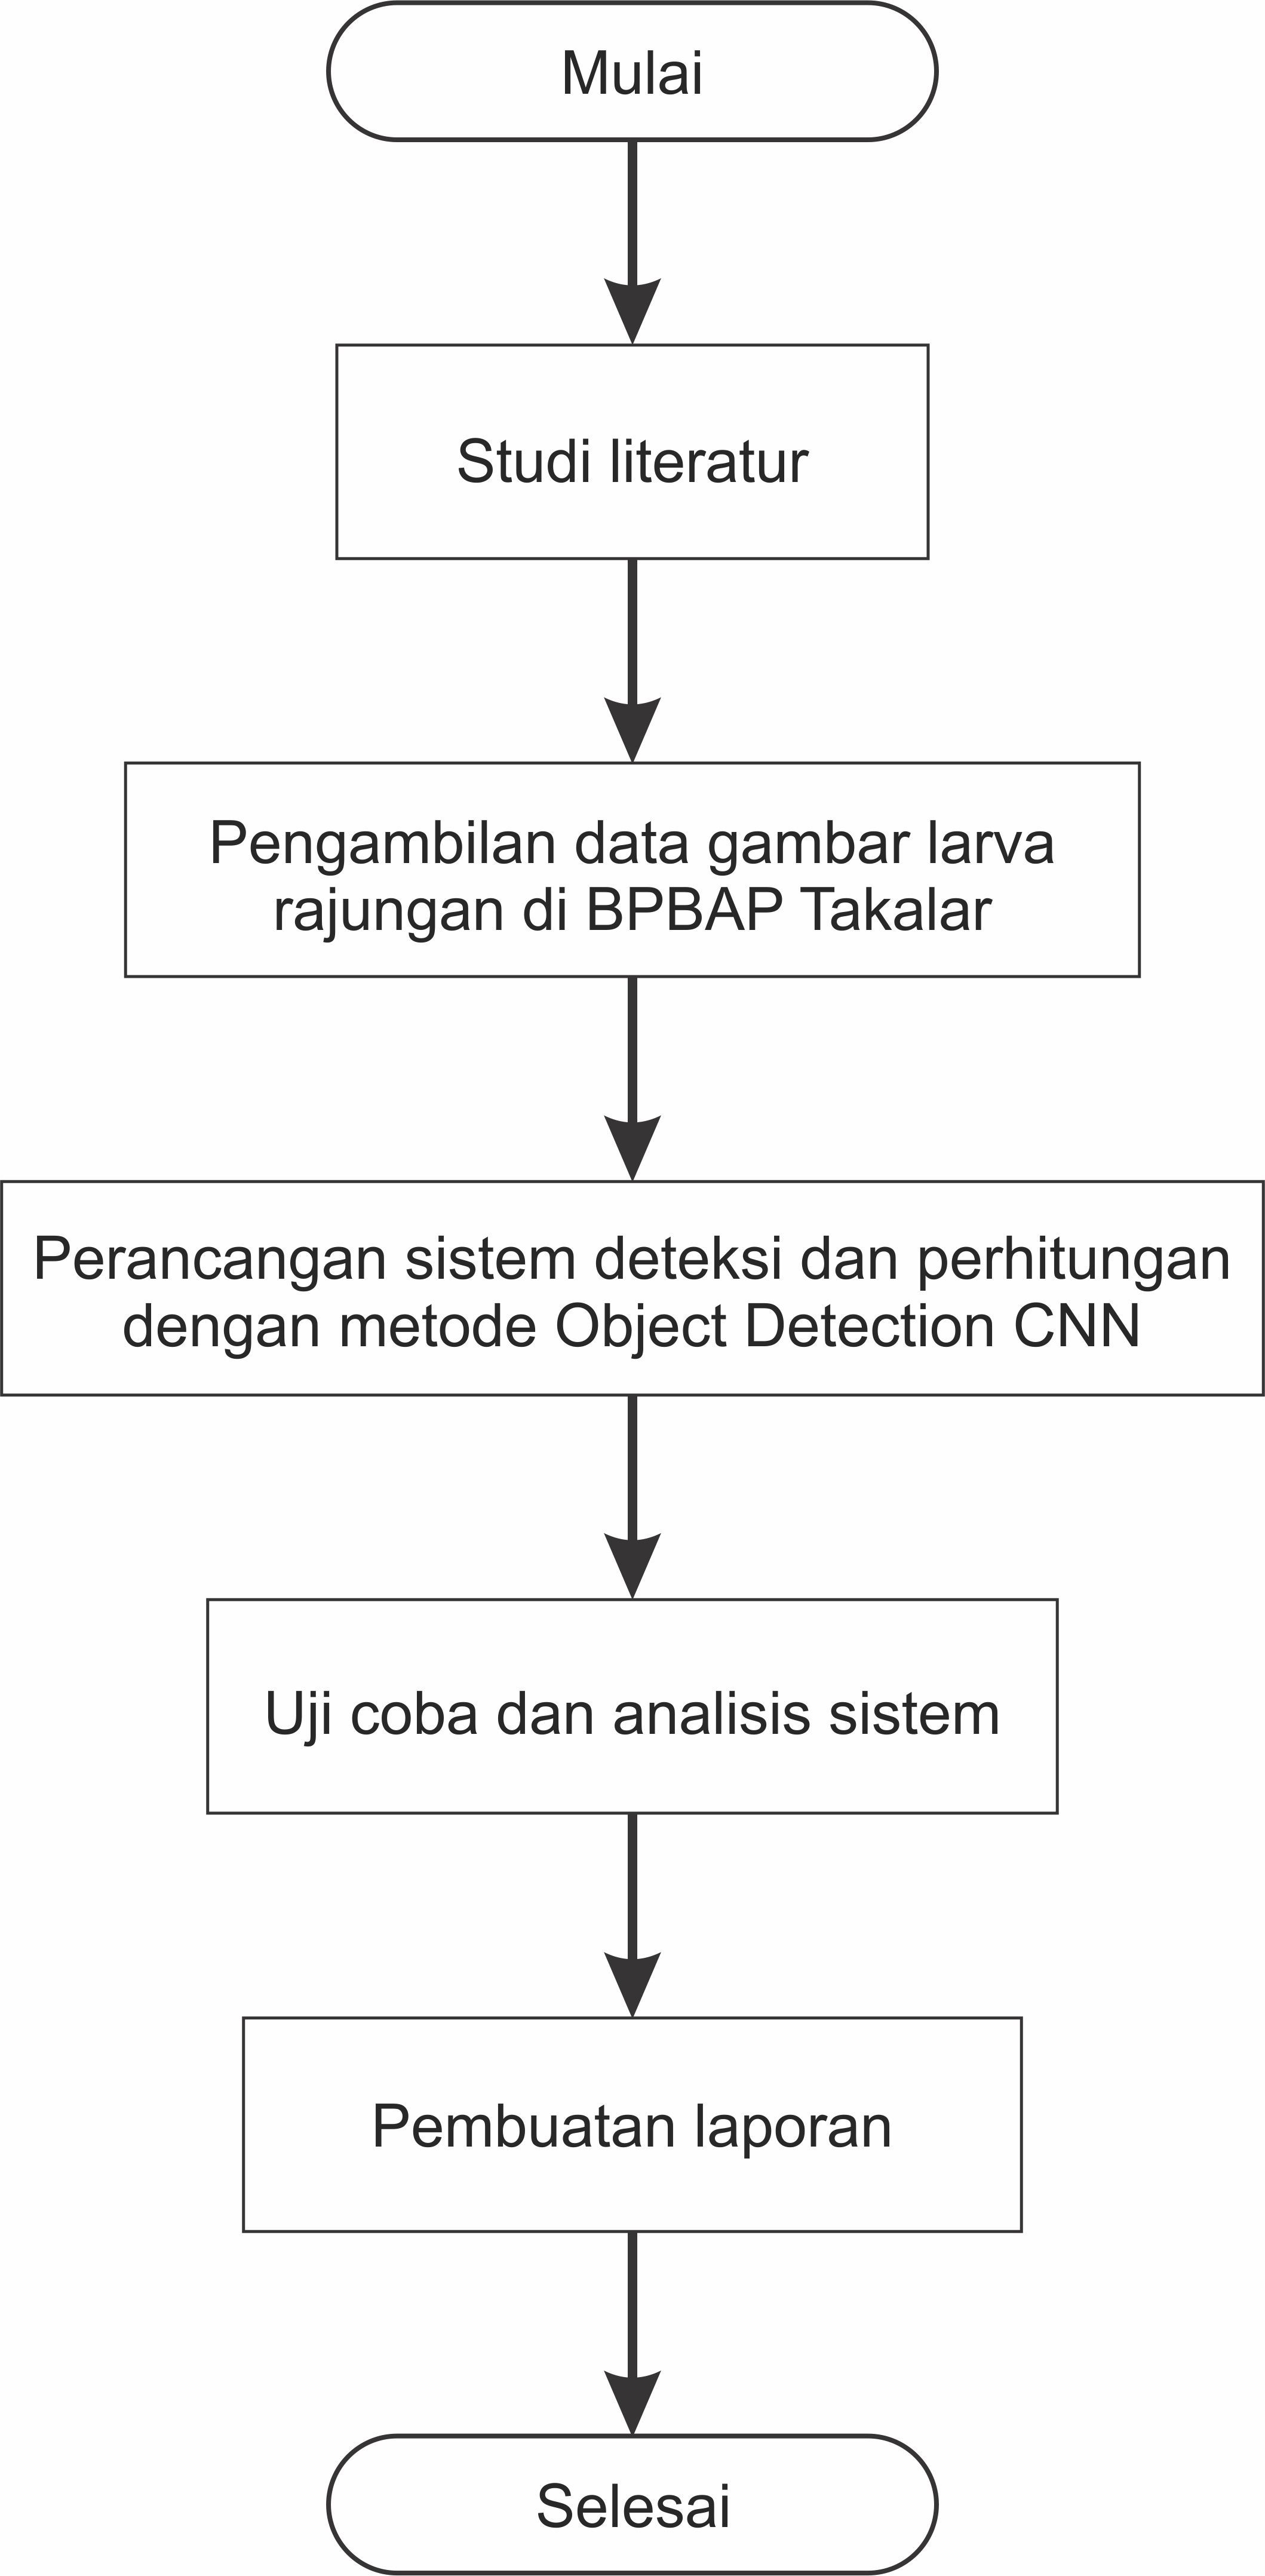 Mulai
Studi literatur
Pengambilan data gambar larva
rajungan di BPBAP Takalar
Perancangan sistem deteksi dan perhitungan
dengan metode Object Detection CNN
Uji coba dan analisis sistem
Pembuatan laporan
Selesai